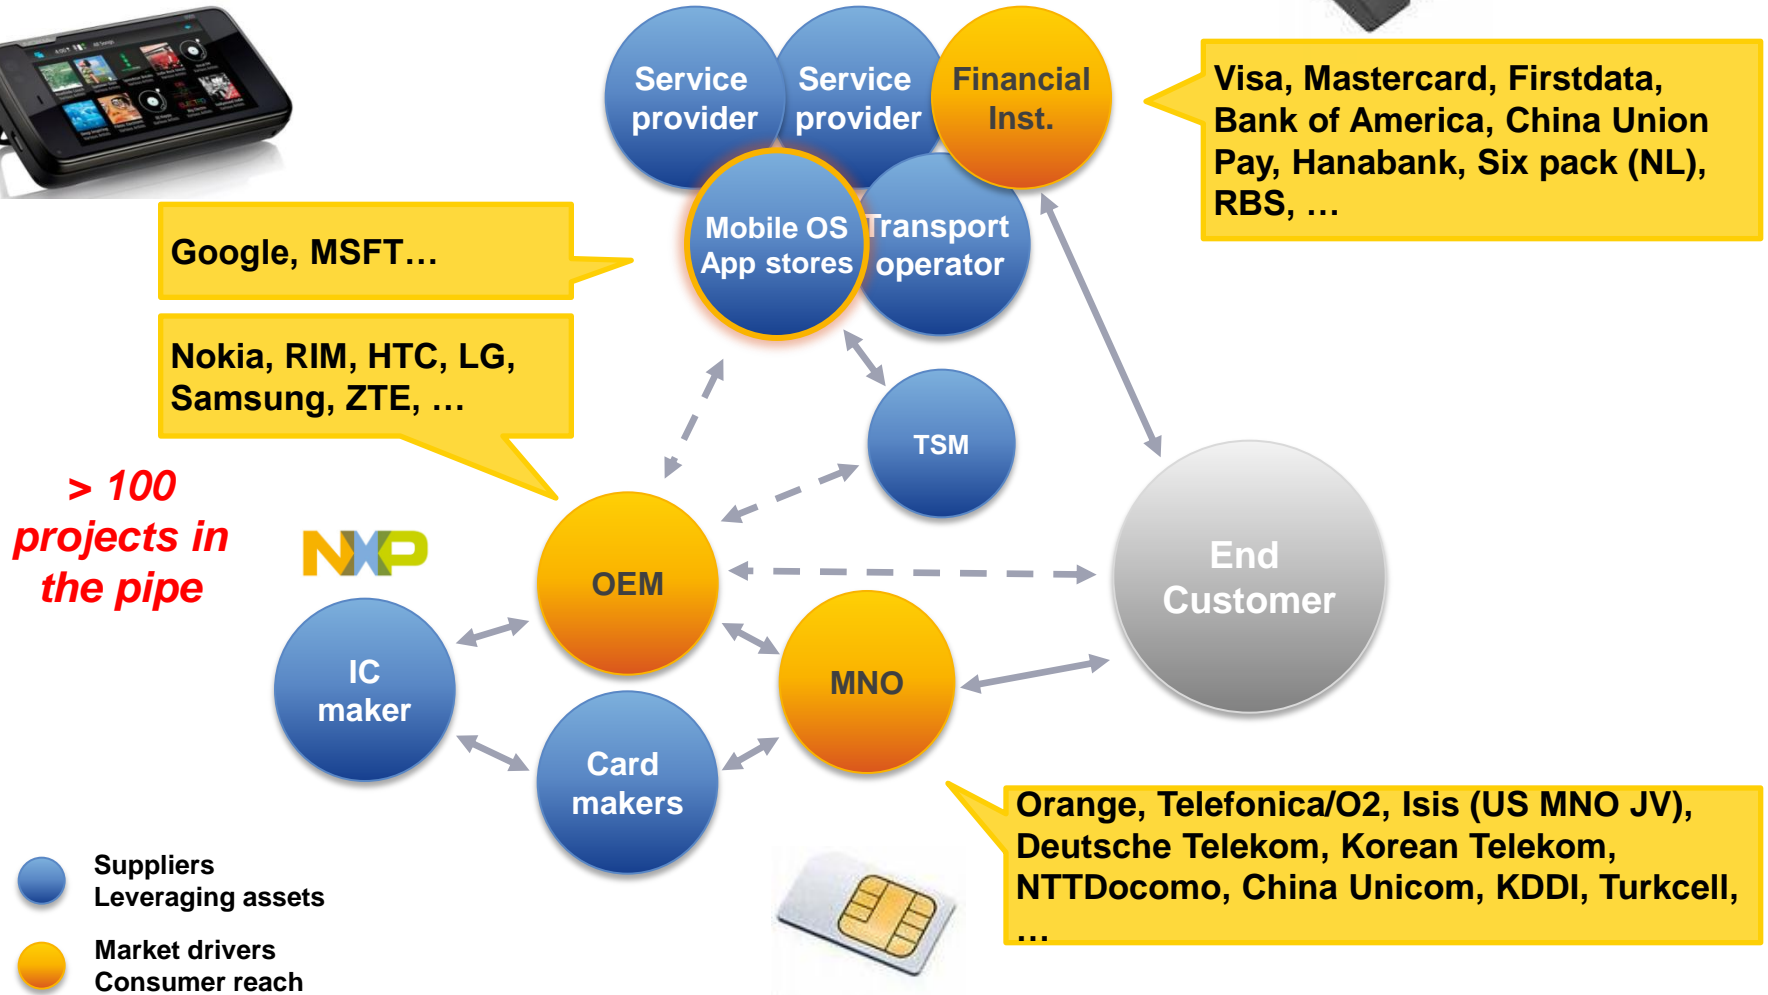 Service
provider
Service
provider
Financial
Inst.
Visa, Mastercard, Firstdata,
Bank of America, China Union
Pay, Hanabank, Six pack (NL),
RBS, …
Google, MSFT…
Mobile OS
App stores
Transport
operator
Nokia, RIM, HTC, LG,
Samsung, ZTE, …
TSM
> 100
projects in
the pipe
NXP
OEM
End
Customer
IC
maker
MNO
Card
makers
Orange, Telefonica/O2, Isis (US MNO JV),
Deutsche Telekom, Korean Telekom,
NTTDocomo, China Unicom, KDDI, Turkcell,
…
Suppliers
Leveraging assets
Market drivers
Consumer reach